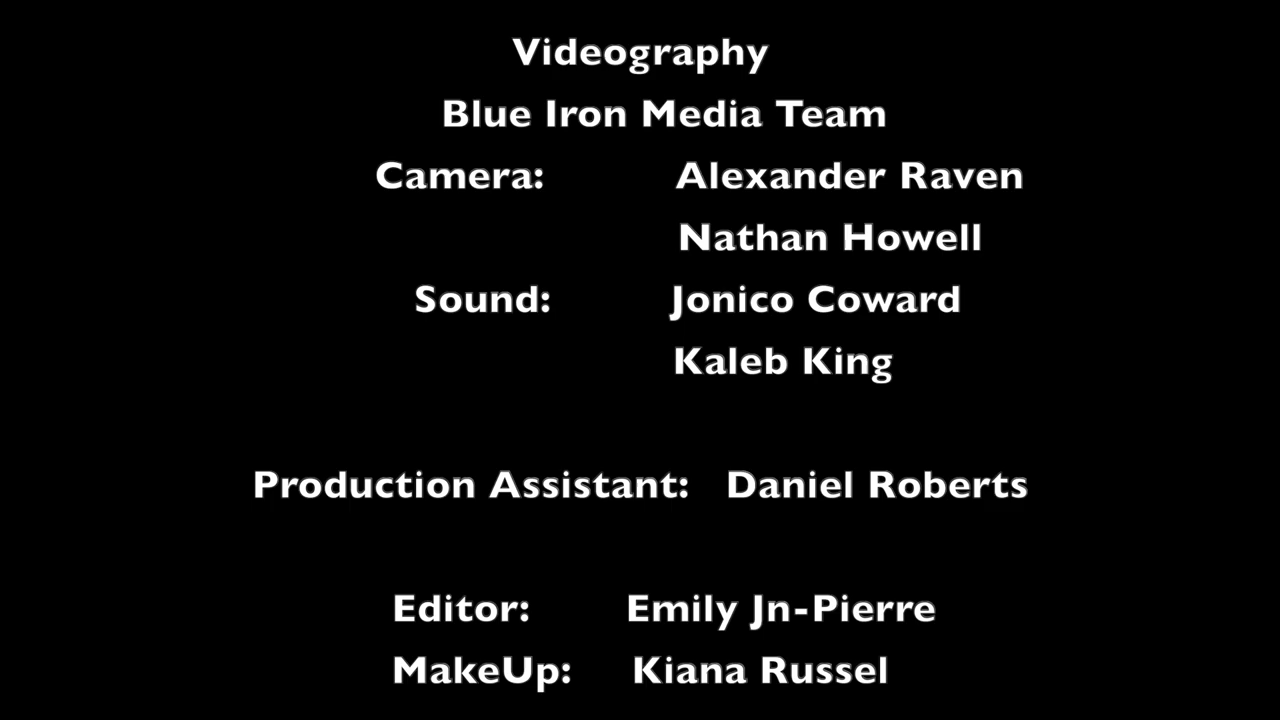 Videography
Blue Iron Media Team
Camera: Alexander Raven
Nathan Howell
Sound: Jonico Coward
Kaleb King
Production Assistant: Daniel Roberts
Editor: Emily Jn-Pierre
MakeUp: Kiana Russel